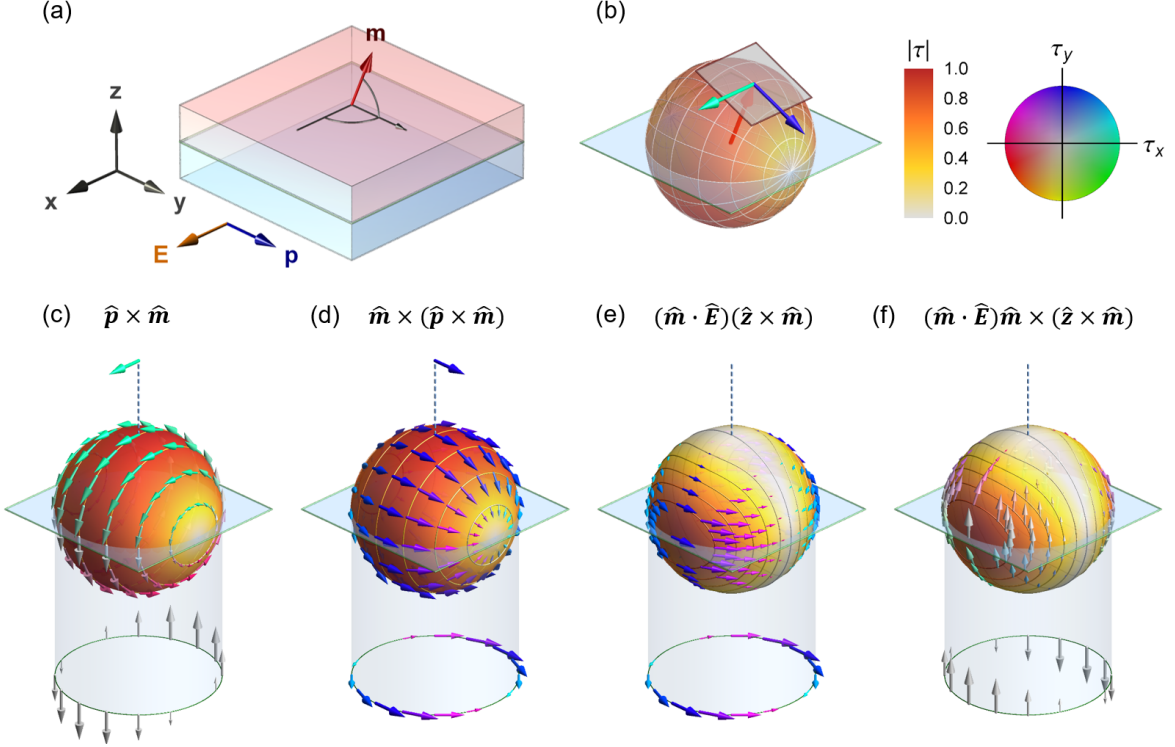 (a)
m
z
x
y
E
p
(b)
|τ|
1.0
0.8
0.6
0.4
0.2
0.0
τ_y
τ_x
(c) p̂ × m̂
(d) m̂ × (p̂ × m̂)
(e) (m̂ · Ê)(ẑ × m̂)
(f) (m̂ · Ê)m̂ × (ẑ × m̂)